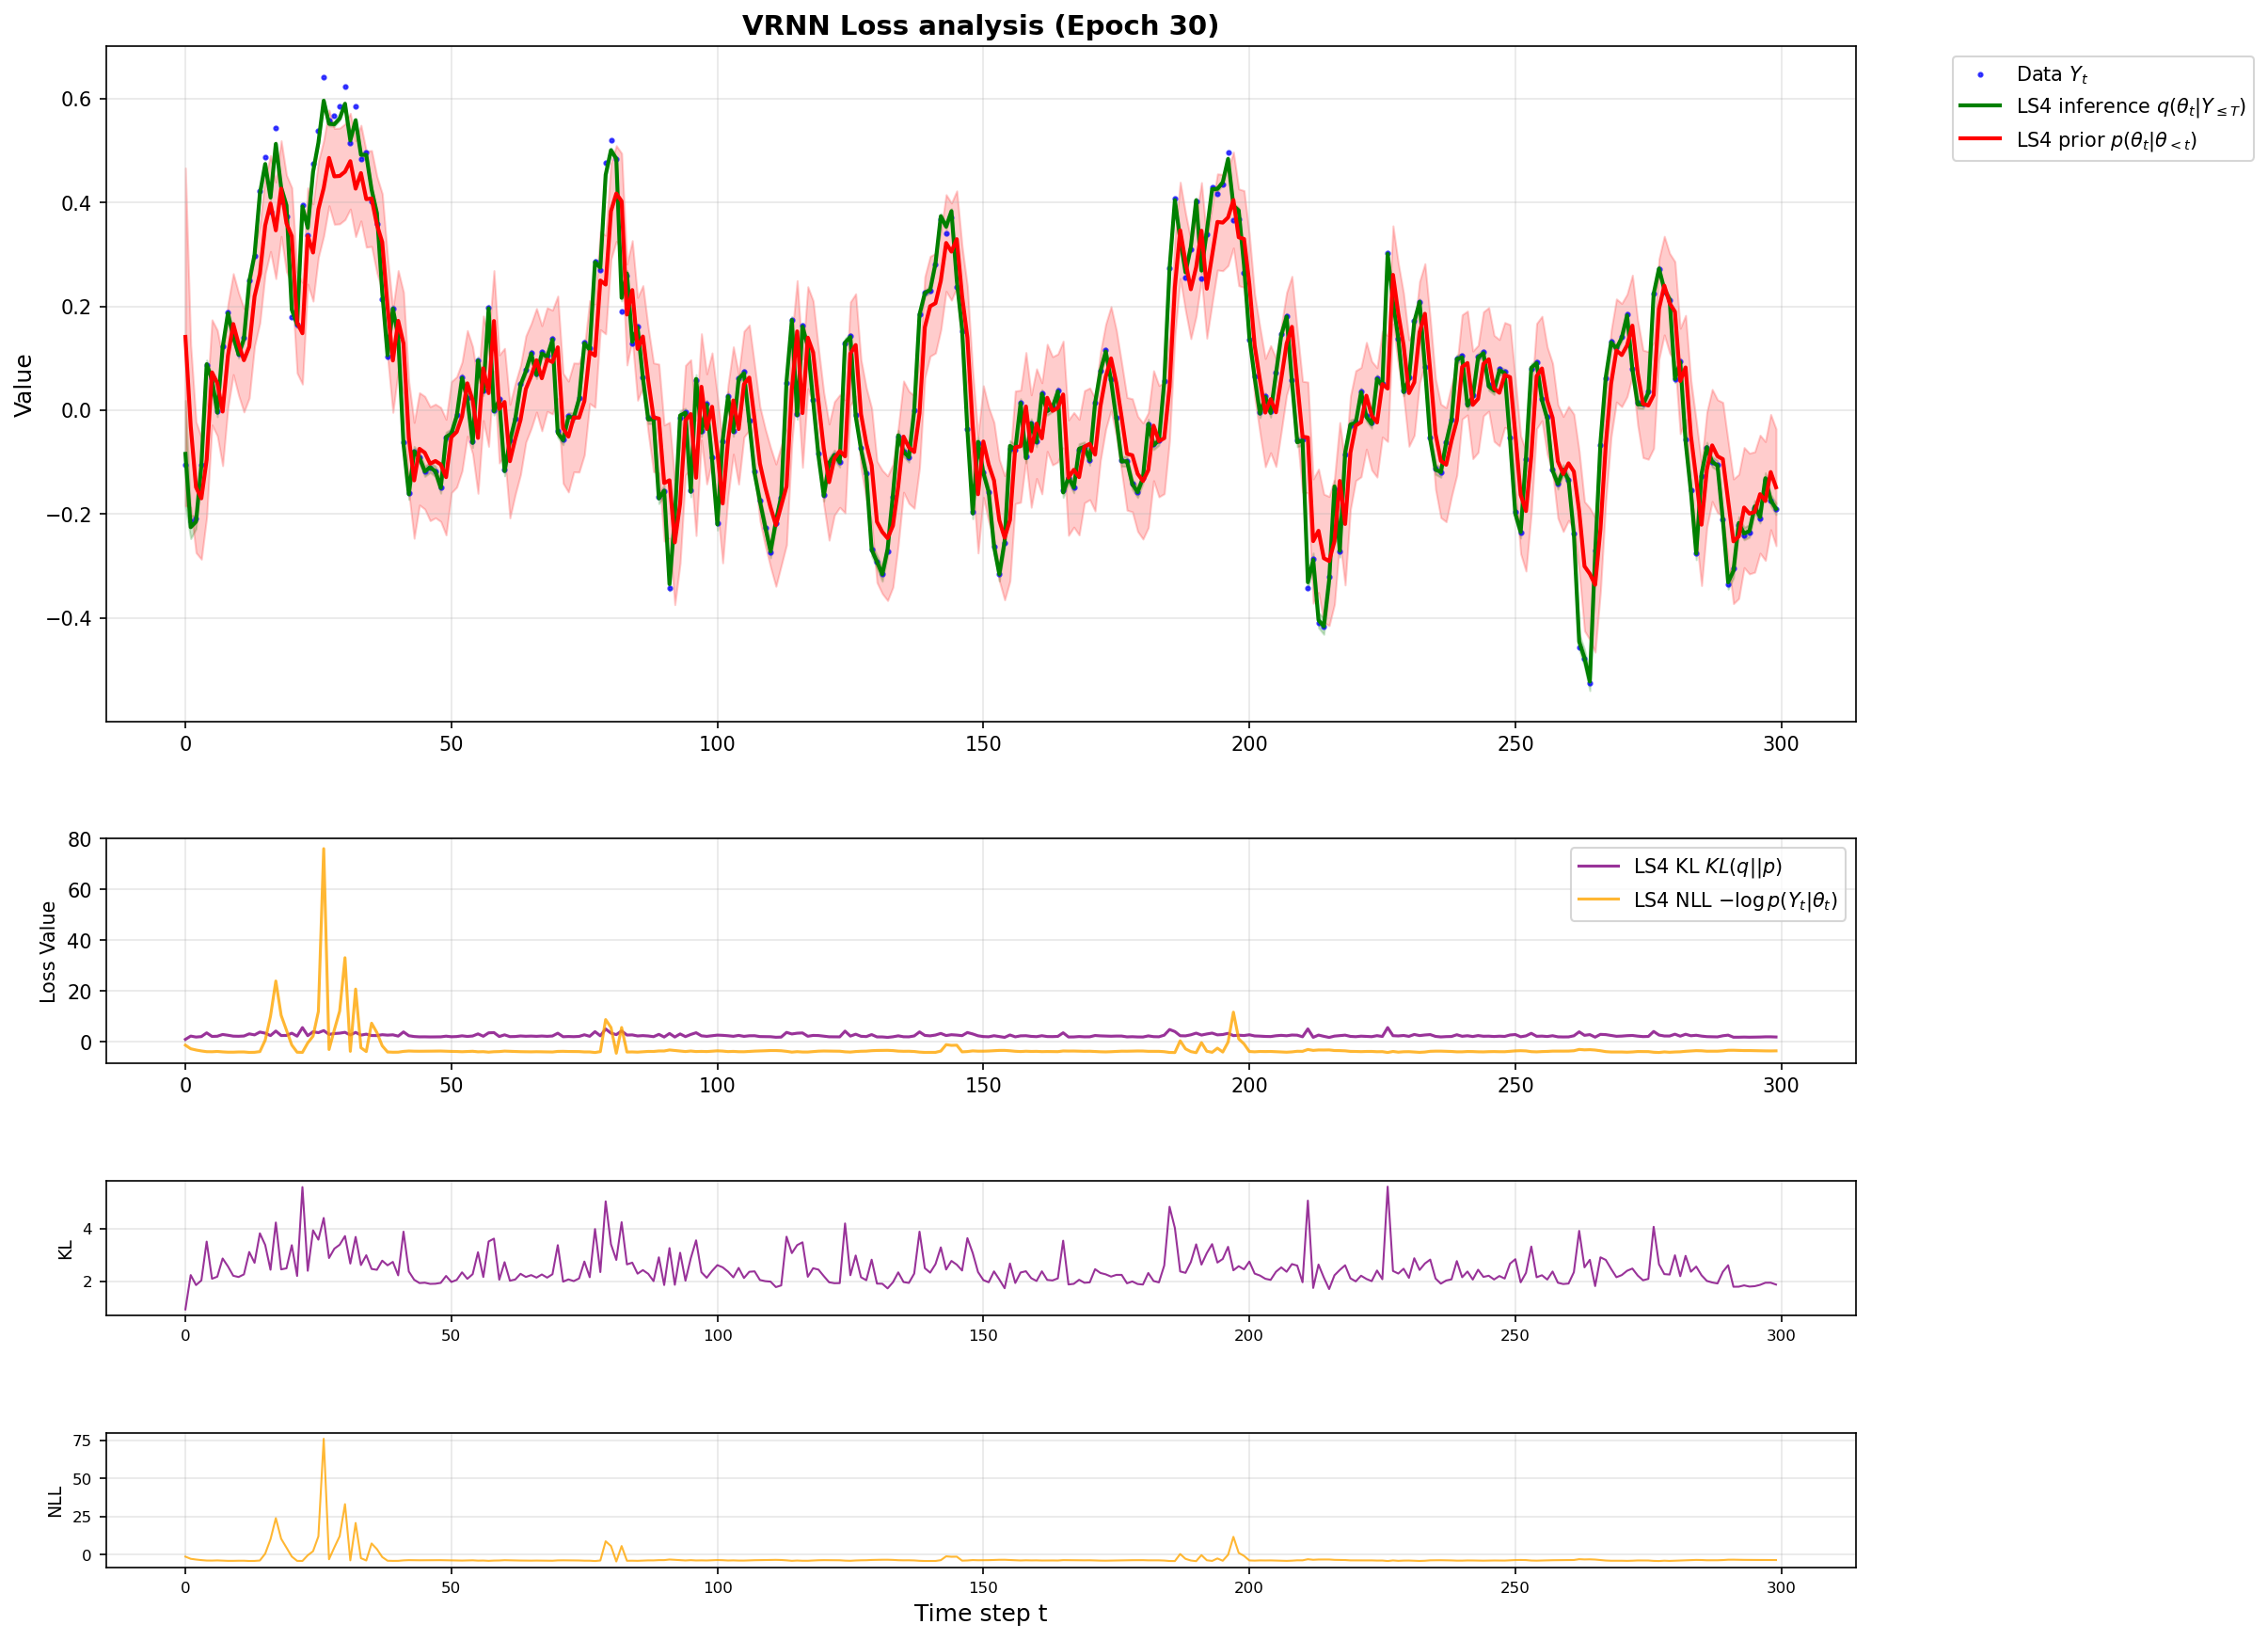 VRNN Loss analysis (Epoch 30)
Value
0.6
0.4
0.2
0.0
−0.2
−0.4
0 50 100 150 200 250 300
Data Yₜ
LS4 inference q(θₜ|Y≤T)
LS4 prior p(θₜ|θ<t)
Loss Value
80
60
40
20
0
LS4 KL KL(q||p)
LS4 NLL −log p(Yₜ|θₜ)
0 50 100 150 200 250 300
KL
4
2
0 50 100 150 200 250 300
NLL
75
50
25
0
0 50 100 150 200 250 300
Time step t